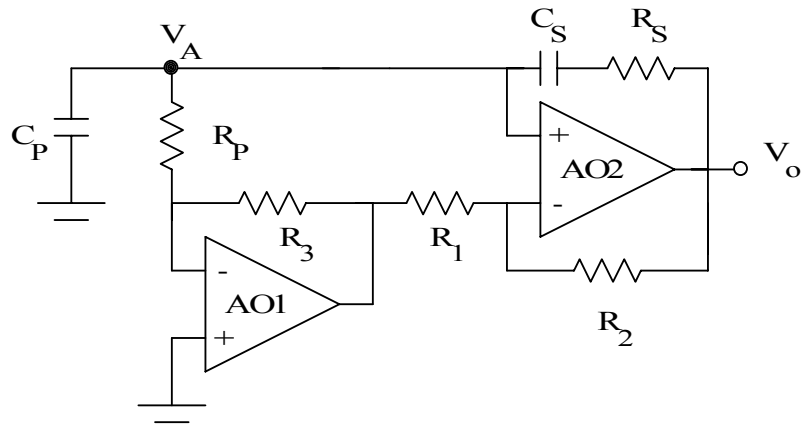 V_A
C_S
R_S
C_P
R_P
+
AO2
-
V_o
R_3
R_1
-
AO1
+
R_2